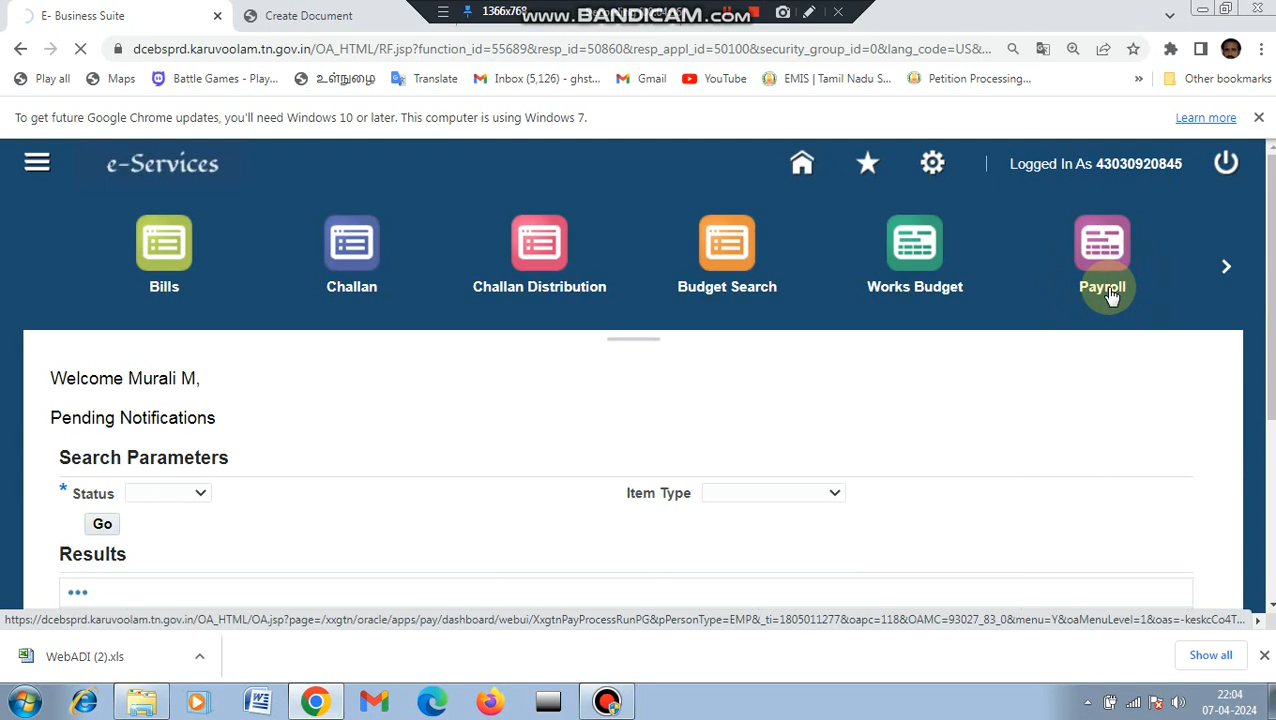 E- Business Suite
Create Document
1366x768
www.BANDICAM.com
dcebsprd.karuvoolam.tn.gov.in/OA_HTML/RF.jsp?function_id=55689&resp_id=50860&resp_appl_id=50100&security_group_id=0&lang_code=US&...
Play all
Maps
Battle Games - Play...
உள்நுழை
Translate
Inbox (5,126) - ghst...
Gmail
YouTube
EMIS | Tamil Nadu S...
Petition Processing...
»
Other bookmarks
To get future Google Chrome updates, you'll need Windows 10 or later. This computer is using Windows 7.
Learn more
e-Services
Logged In As 43030920845
Bills
Challan
Challan Distribution
Budget Search
Works Budget
Payroll
Welcome Murali M,
Pending Notifications
Search Parameters
* Status
Item Type
Go
Results
https://dcebsprd.karuvoolam.tn.gov.in/OA_HTML/OA.jsp?page=/xxgtn/oracle/apps/pay/dashboard/webui/XxgtnPayProcessRunPG&pPersonType=EMP&_ti=1805011277&oapc=118&OAMC=93027_83_0&menu=Y&oaMenuLevel=1&oas=-keskcCo4T...
WebADI (2).xls
Show all
22:04
07-04-2024